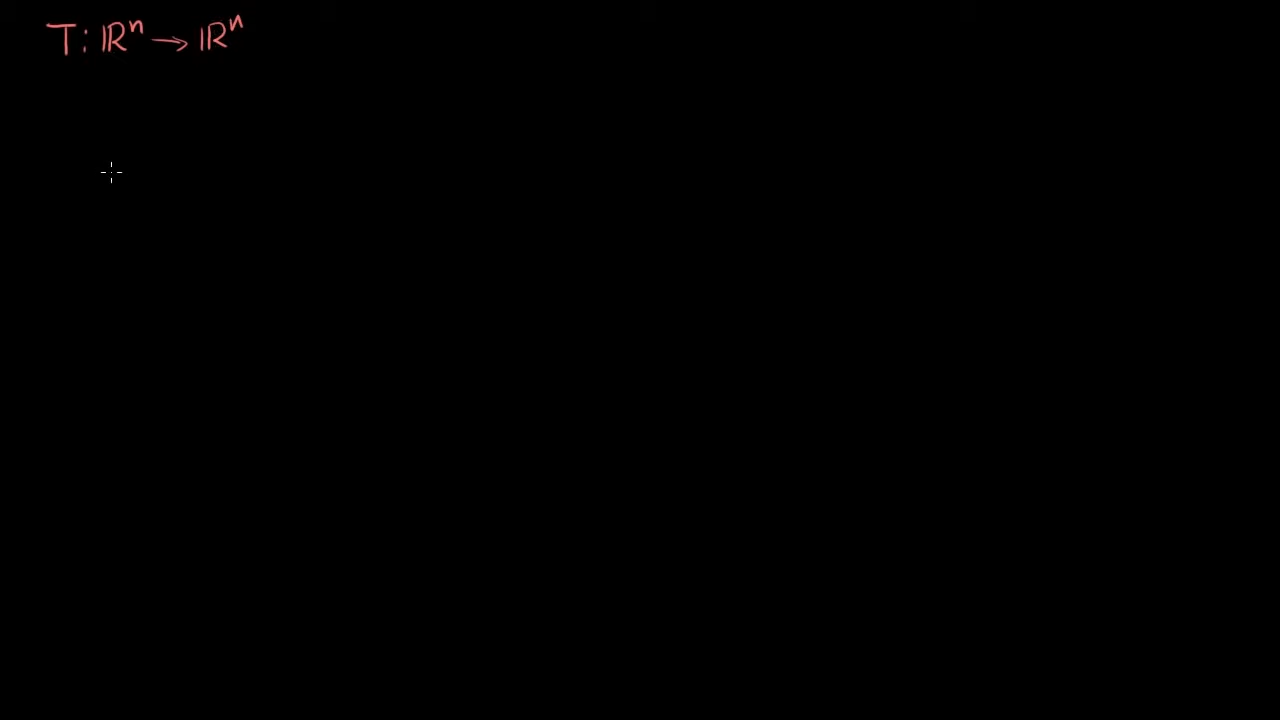 T: ℝⁿ → ℝⁿ